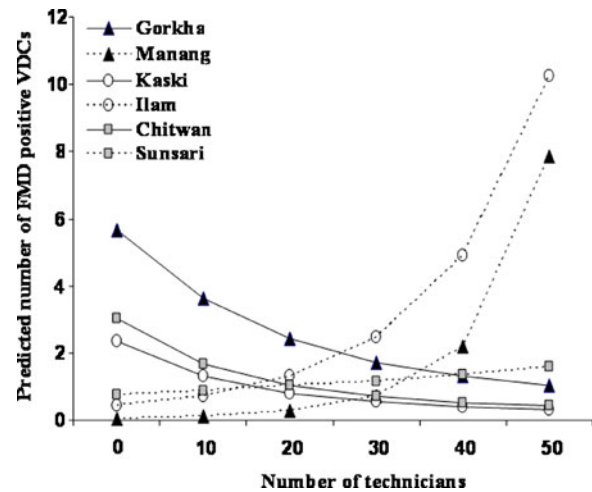 Predicted number of FMD positive VDCs
12
10
8
6
4
2
0
Gorkha
Manang
Kaski
Ilam
Chitwan
Sunsari
0 10 20 30 40 50
Number of technicians